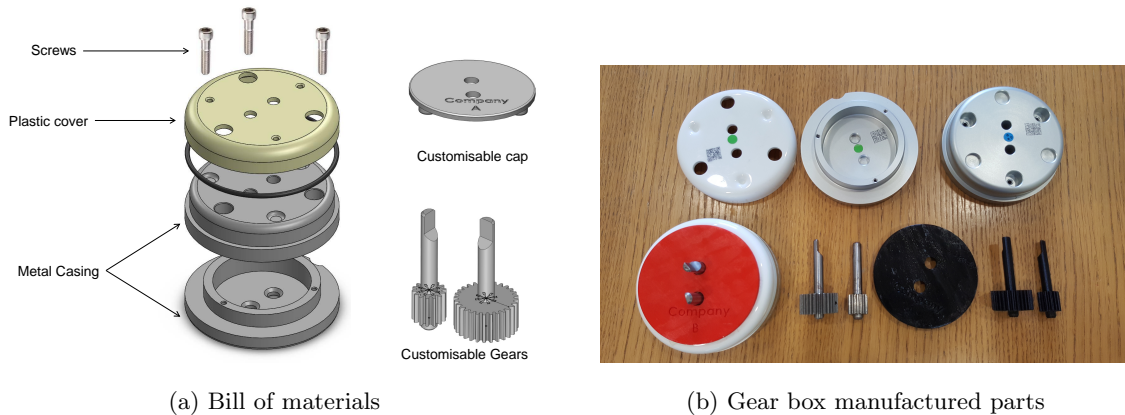 Screws
Plastic cover
Metal Casing
Company
A
Customisable cap
Customisable Gears
Company
B
(a) Bill of materials
(b) Gear box manufactured parts